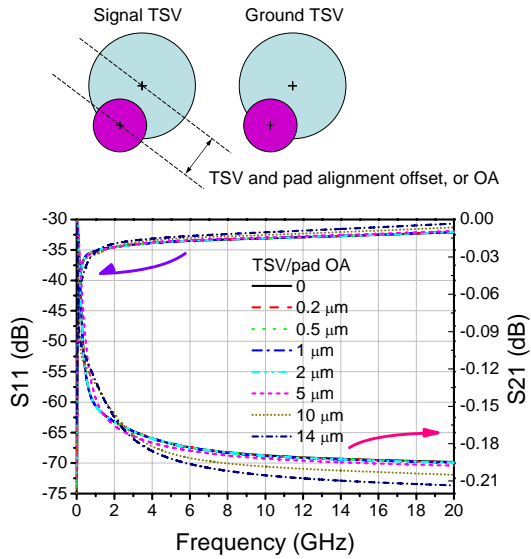 Signal TSV
Ground TSV
TSV and pad alignment offset, or OA
S11 (dB)
-30
-35
-40
-45
-50
-55
-60
-65
-70
-75
TSV/pad OA
0
0.2 μm
0.5 μm
1 μm
2 μm
5 μm
10 μm
14 μm
0.00
-0.03
-0.06
-0.09
-0.12
-0.15
-0.18
-0.21
S21 (dB)
0 2 4 6 8 10 12 14 16 18 20
Frequency (GHz)